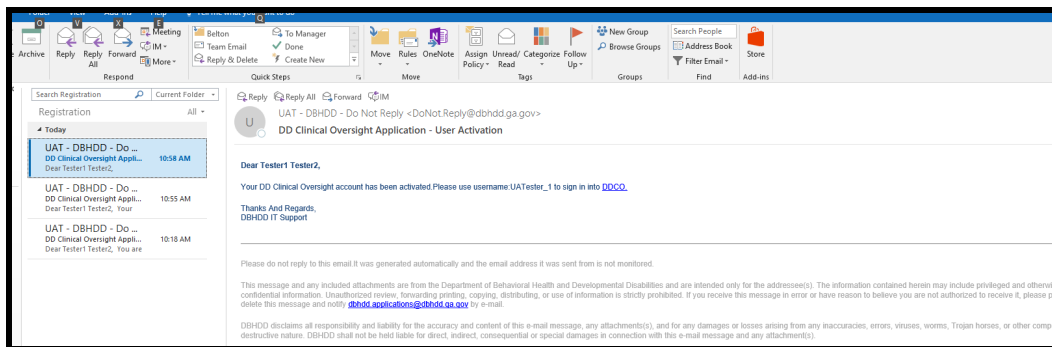 Folder View Add-ins Help Tell me what you want to do
Q V X E Q
Archive
Reply
Reply All
Forward
Meeting
IM
More
Respond
Belton
Team Email
Reply & Delete
To Manager
Done
Create New
Quick Steps
Move
Rules
OneNote
Move
Assign Policy
Unread/ Read
Categorize
Follow Up
Tags
New Group
Browse Groups
Groups
Search People
Address Book
Filter Email
Find
Store
Add-ins
Search Registration Current Folder
Registration All
Today
UAT - DBHDD - Do ...
DD Clinical Oversight Appli... 10:58 AM
Dear Tester1 Tester2,
UAT - DBHDD - Do ...
DD Clinical Oversight Appli... 10:55 AM
Dear Tester1 Tester2, Your
UAT - DBHDD - Do ...
DD Clinical Oversight Appli... 10:18 AM
Dear Tester1 Tester2, You are
Reply Reply All Forward IM
U
UAT - DBHDD - Do Not Reply <DoNot.Reply@dbhdd.ga.gov>
DD Clinical Oversight Application - User Activation
Dear Tester1 Tester2,
Your DD Clinical Oversight account has been activated.Please use username:UATester_1 to sign in into DDCO.
Thanks And Regards,
DBHDD IT Support
Please do not reply to this email.It was generated automatically and the email address it was sent from is not monitored.
This message and any included attachments are from the Department of Behavioral Health and Developmental Disabilities and are intended only for the addressee(s). The information contained herein may include privileged and otherwi
confidential information. Unauthorized review, forwarding printing, copying, distributing, or use of information is strictly prohibited. If you receive this message in error or have reason to believe you are not authorized to receive it, please p
delete this message and notify dbhdd.applications@dbhdd.ga.gov by e-mail.
DBHDD disclaims all responsibility and liability for the accuracy and content of this e-mail message, any attachments(s), and for any damages or losses arising from any inaccuracies, errors, viruses, worms, Trojan horses, or other comp
destructive nature. DBHDD shall not be held liable for direct, indirect, consequential or special damages in connection with this e-mail message and any attachment(s).